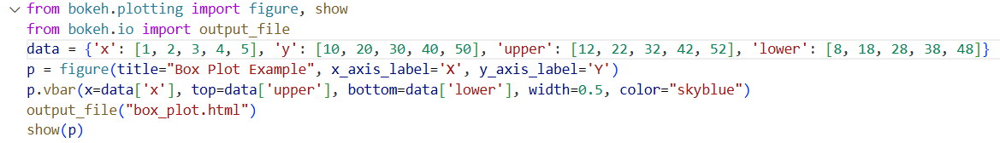 from bokeh.plotting import figure, show
from bokeh.io import output_file
data = {'x': [1, 2, 3, 4, 5], 'y': [10, 20, 30, 40, 50], 'upper': [12, 22, 32, 42, 52], 'lower': [8, 18, 28, 38, 48]}
p = figure(title="Box Plot Example", x_axis_label='X', y_axis_label='Y')
p.vbar(x=data['x'], top=data['upper'], bottom=data['lower'], width=0.5, color="skyblue")
output_file("box_plot.html")
show(p)